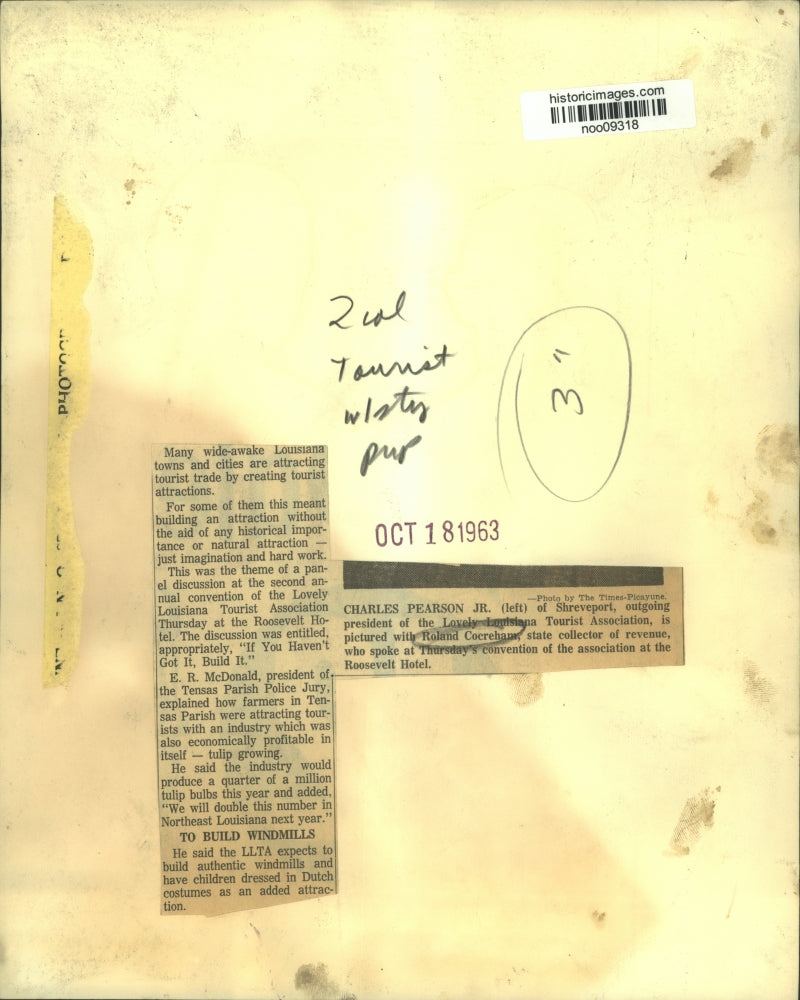 historicimages.com
noo09318
2 col
Tourist
w/sty
3"
OCT 18 1963
Many wide-awake Louisiana
towns and cities are attracting
tourist trade by creating tourist
attractions.
For some of them this meant
building an attraction without
the aid of any historical impor-
tance or natural attraction —
just imagination and hard work.
This was the theme of a pan-
el discussion at the second an-
nual convention of the Lovely
Louisiana Tourist Association
Thursday at the Roosevelt Ho-
tel. The discussion was entitled,
appropriately, "If You Haven't
Got It, Build It."
E. R. McDonald, president of
the Tensas Parish Police Jury,
explained how farmers in Ten-
sas Parish were attracting tour-
ists with an industry which was
also economically profitable in
itself — tulip growing.
He said the industry would
produce a quarter of a million
tulip bulbs this year and added,
"We will double this number in
Northeast Louisiana next year."
TO BUILD WINDMILLS
He said the LLTA expects to
build authentic windmills and
have children dressed in Dutch
costumes as an added attrac-
tion.
—Photo by The Times-Picayune.
CHARLES PEARSON JR. (left) of Shreveport, outgoing
president of the Lovely Louisiana Tourist Association, is
pictured with Roland Cocreham, state collector of revenue,
who spoke at Thursday's convention of the association at the
Roosevelt Hotel.